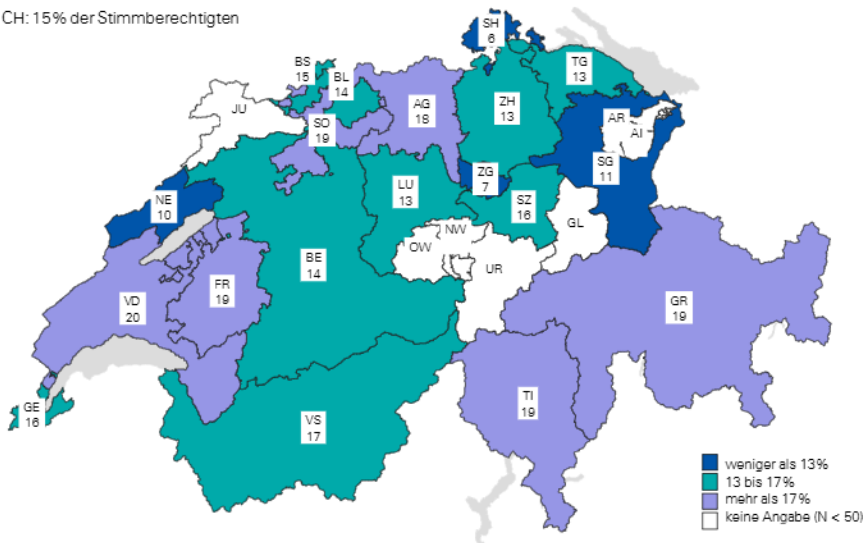 CH: 15% der Stimmberechtigten
SH
6
BS
15
BL
14
TG
13
AG
18
ZH
13
JU
SO
19
AR
AI
SG
11
ZG
7
LU
13
SZ
16
NE
10
GL
NW
OW
UR
BE
14
FR
19
VD
20
GR
19
GE
16
TI
19
VS
17
weniger als 13%
13 bis 17%
mehr als 17%
keine Angabe (N < 50)